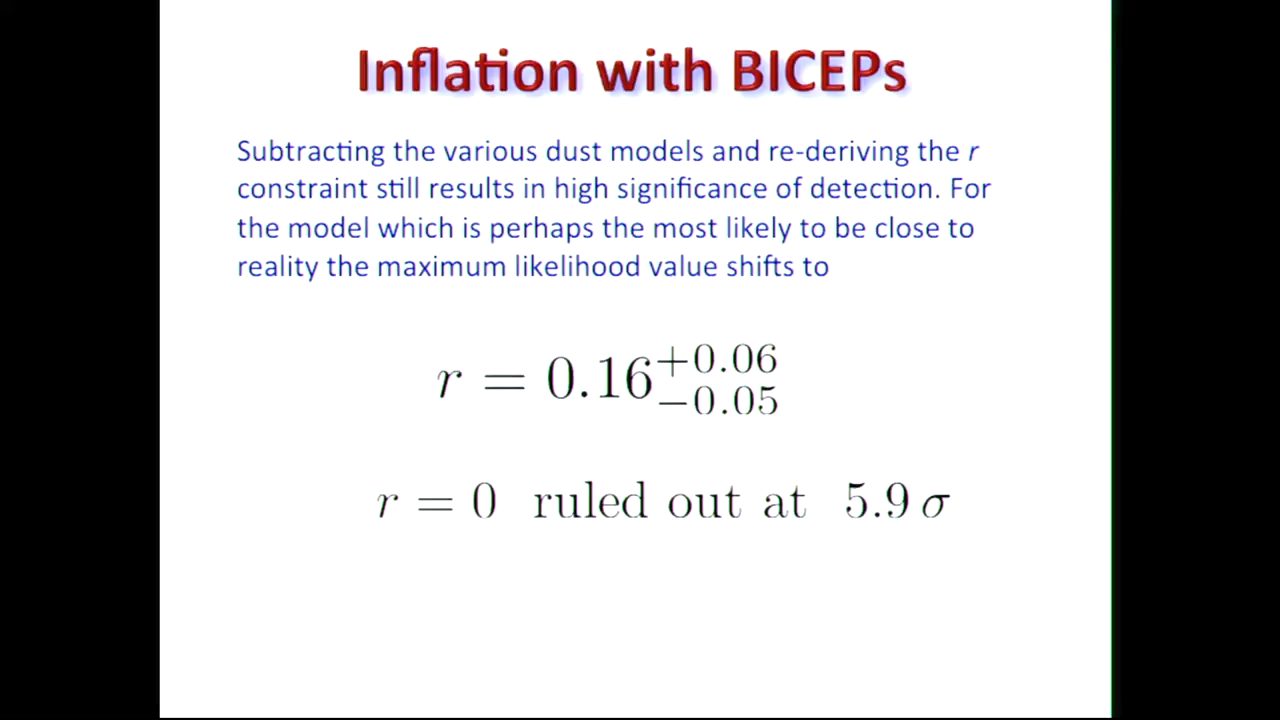 Inflation with BICEPs
Subtracting the various dust models and re-deriving the r
constraint still results in high significance of detection. For
the model which is perhaps the most likely to be close to
reality the maximum likelihood value shifts to
r = 0.16^{+0.06}_{-0.05}
r = 0 ruled out at 5.9 σ